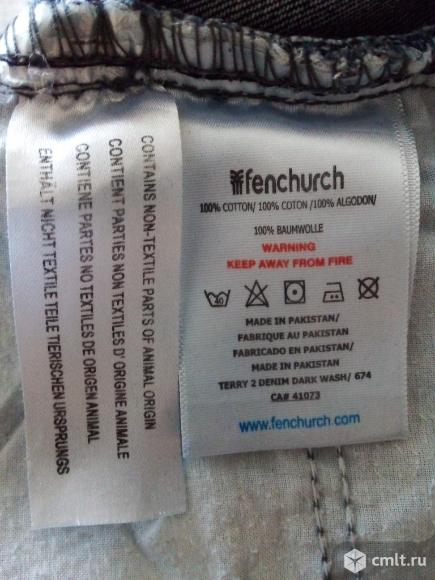 CONTAINS NON-TEXTILE PARTS OF ANIMAL ORIGIN
CONTIENT PARTIES NON TEXTILES D'ORIGINE ANIMALE
CONTIENE PARTES NO TEXTILES DE ORIGEN ANIMAL
ENTHÄLT NICHT TEXTILE TEILE TIERISCHEN URSPRUNGS
fenchurch
100% COTTON/ 100% COTON /100% ALGODON/
100% BAUMWOLLE
WARNING
KEEP AWAY FROM FIRE
40
MADE IN PAKISTAN/
FABRIQUE AU PAKISTAN/
FABRICADO EN PAKISTAN/
MADE IN PAKISTAN
TERRY 2 DENIM DARK WASH/ 674
CA# 41073
www.fenchurch.com
cmlt.ru